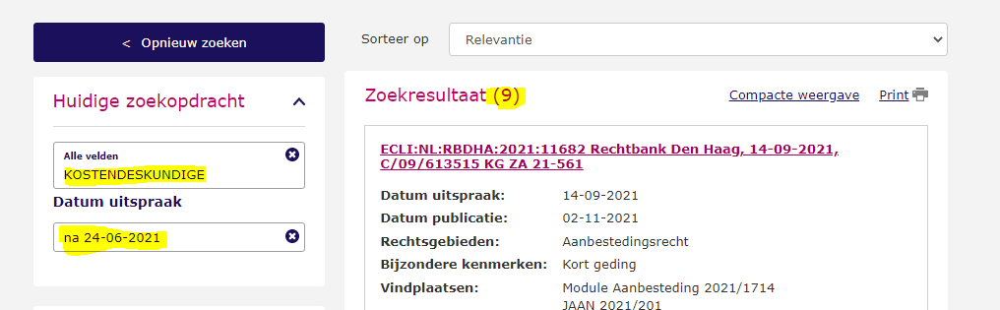 < Opnieuw zoeken
Huidige zoekopdracht
Alle velden
KOSTENDESKUNDIGE
Datum uitspraak
na 24-06-2021
Sorteer op
Relevantie
Zoekresultaat (9)
Compacte weergave
Print
ECLI:NL:RBDHA:2021:11682 Rechtbank Den Haag, 14-09-2021,
C/09/613515 KG ZA 21-561
Datum uitspraak: 14-09-2021
Datum publicatie: 02-11-2021
Rechtsgebieden: Aanbestedingsrecht
Bijzondere kenmerken: Kort geding
Vindplaatsen: Module Aanbesteding 2021/1714
JAAN 2021/201